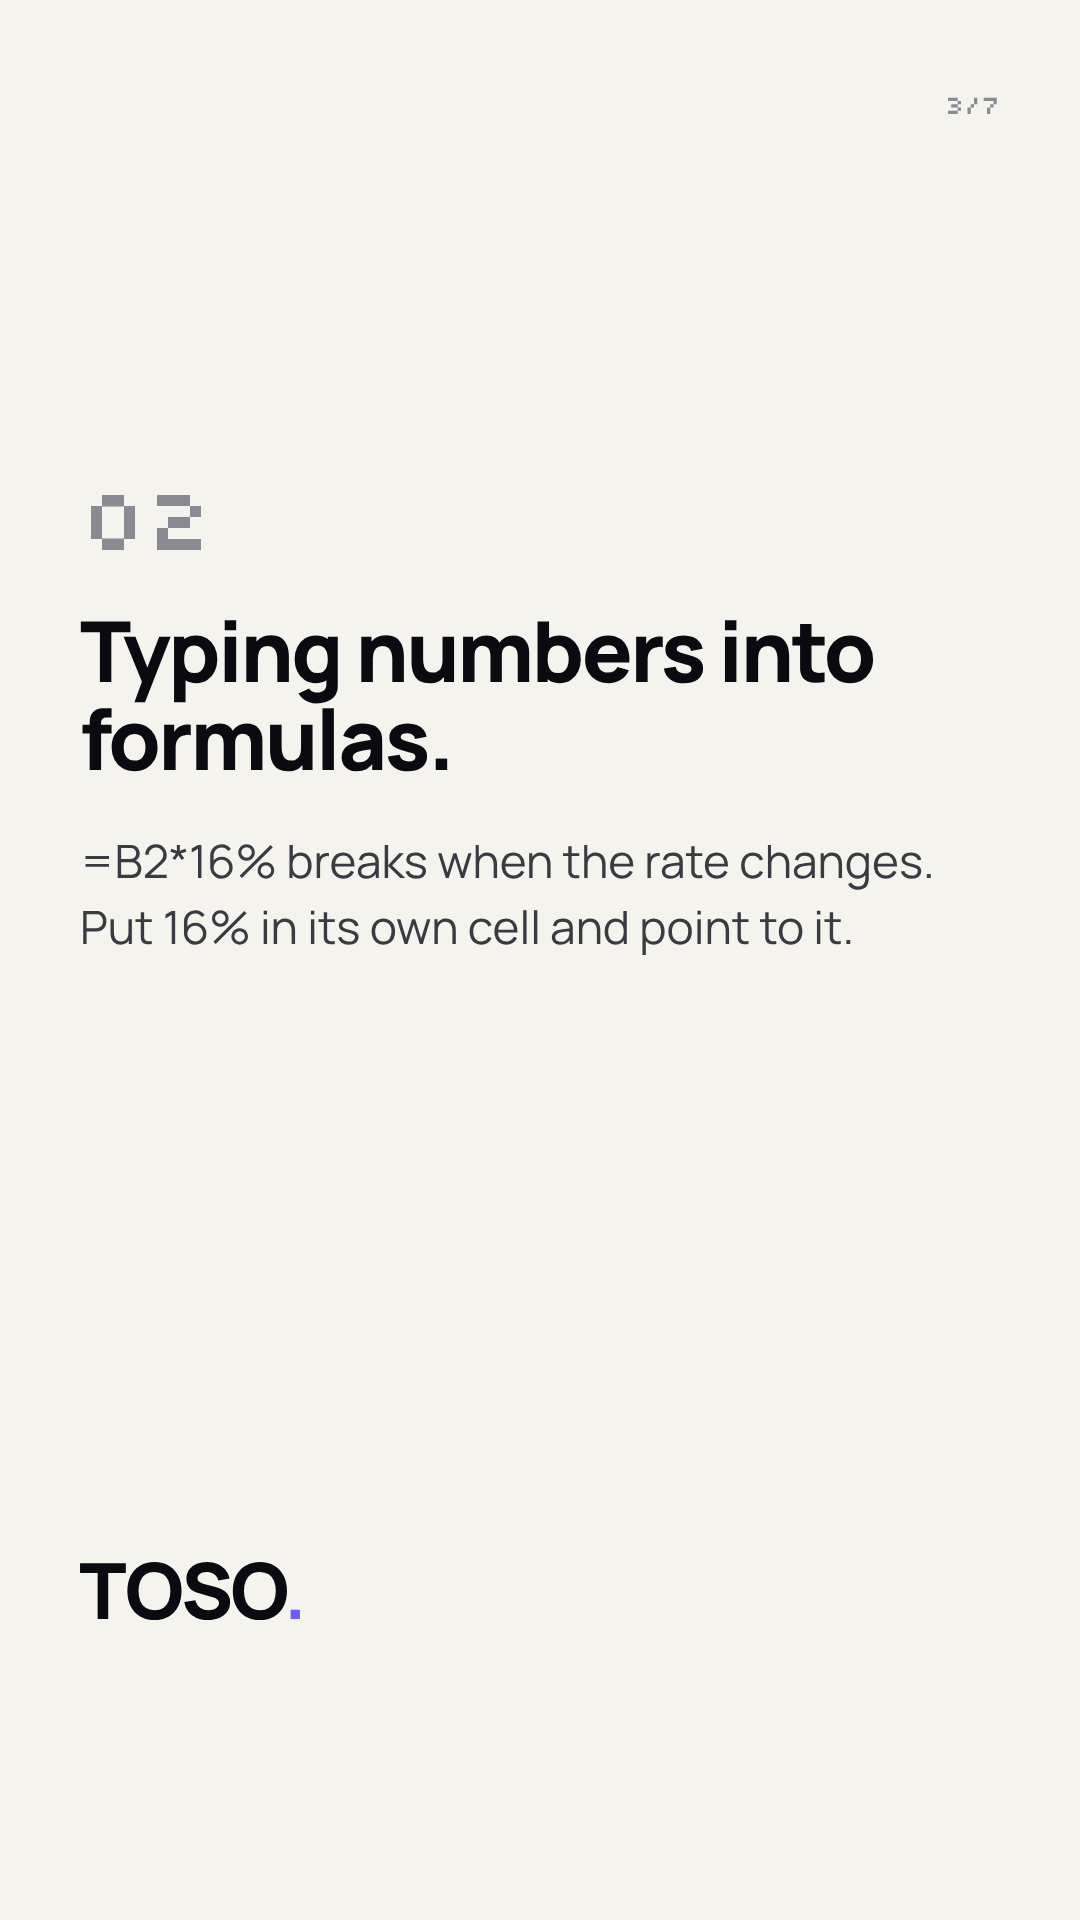 3/7
02
Typing numbers into
formulas.
=B2*16% breaks when the rate changes.
Put 16% in its own cell and point to it.
TOSO.